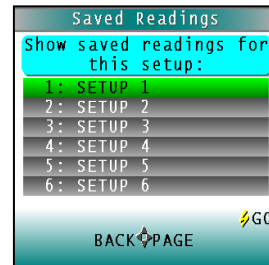 Saved Readings
Show saved readings for
this setup:
1: SETUP 1
2: SETUP 2
3: SETUP 3
4: SETUP 4
5: SETUP 5
6: SETUP 6
GO
BACK PAGE